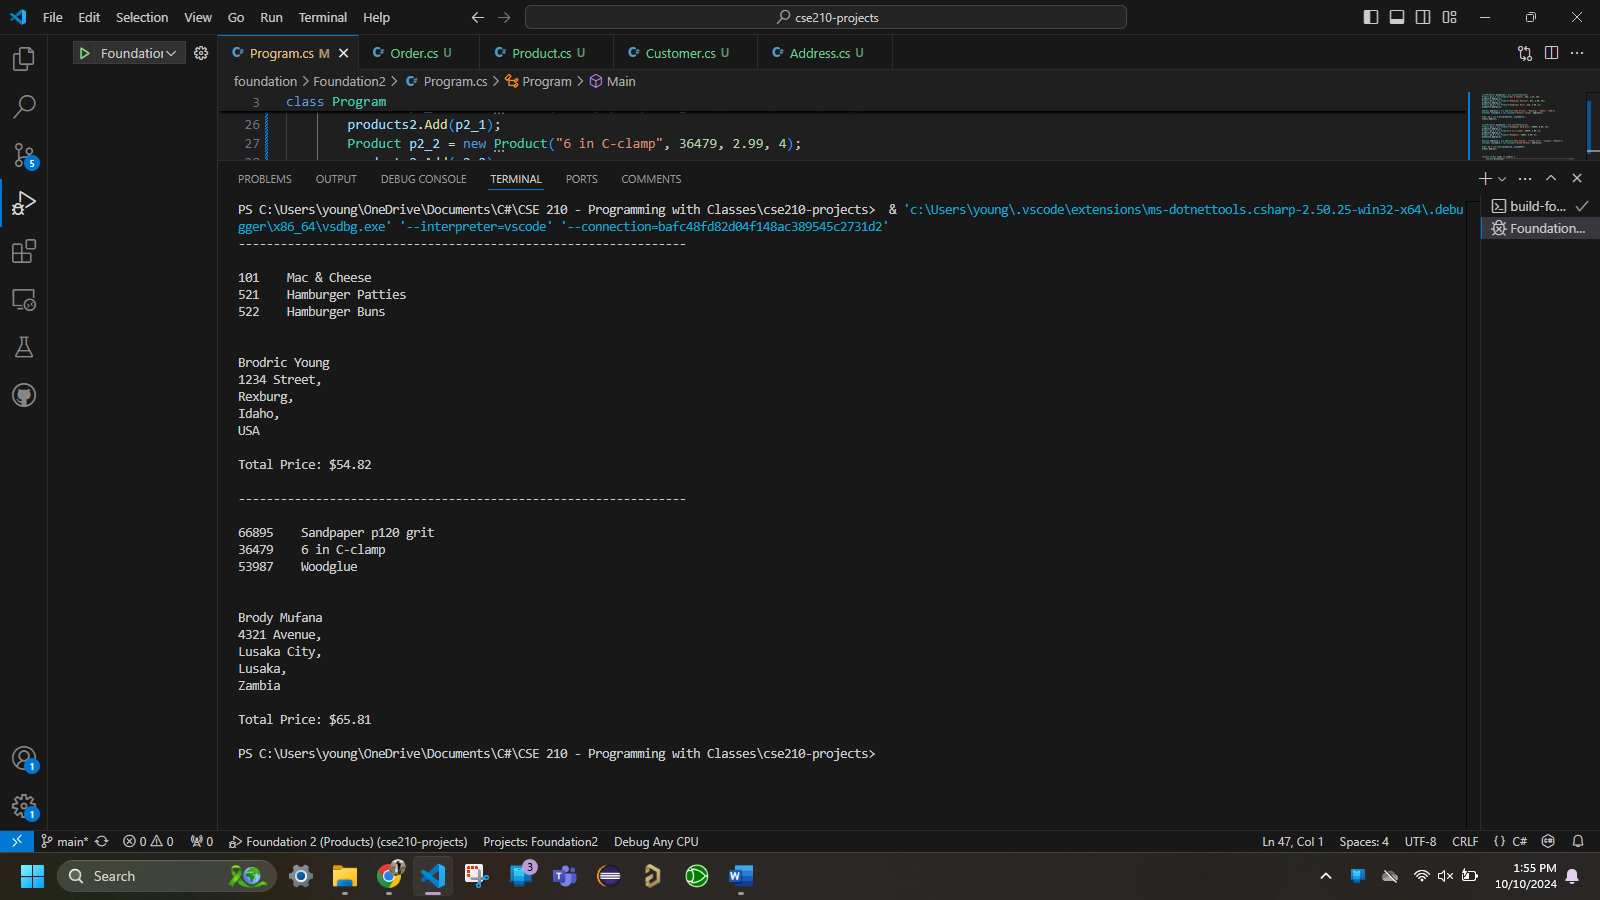 File Edit Selection View Go Run Terminal Help
cse210-projects
Foundation
Program.cs M
Order.cs U
Product.cs U
Customer.cs U
Address.cs U
foundation > Foundation2 > Program.cs > Program > Main
3 class Program
26 products2.Add(p2_1);
27 Product p2_2 = new Product("6 in C-clamp", 36479, 2.99, 4);
PROBLEMS OUTPUT DEBUG CONSOLE TERMINAL PORTS COMMENTS
build-fo...
Foundation...
PS C:\Users\young\OneDrive\Documents\C#\CSE 210 - Programming with Classes\cse210-projects>  & 'c:\Users\young\.vscode\extensions\ms-dotnettools.csharp-2.50.25-win32-x64\.debu
gger\x86_64\vsdbg.exe' '--interpreter=vscode' '--connection=bafc48fd82d04f148ac389545c2731d2'
----------------------------------------------------------------
101    Mac & Cheese
521    Hamburger Patties
522    Hamburger Buns
Brodric Young
1234 Street,
Rexburg,
Idaho,
USA
Total Price: $54.82
----------------------------------------------------------------
66895    Sandpaper p120 grit
36479    6 in C-clamp
53987    Woodglue
Brody Mufana
4321 Avenue,
Lusaka City,
Lusaka,
Zambia
Total Price: $65.81
PS C:\Users\young\OneDrive\Documents\C#\CSE 210 - Programming with Classes\cse210-projects>
5
1
1
main* 0 0 0 Foundation 2 (Products) (cse210-projects) Projects: Foundation2 Debug Any CPU Ln 47, Col 1 Spaces: 4 UTF-8 CRLF {} C#
Search
3
1:55 PM
10/10/2024